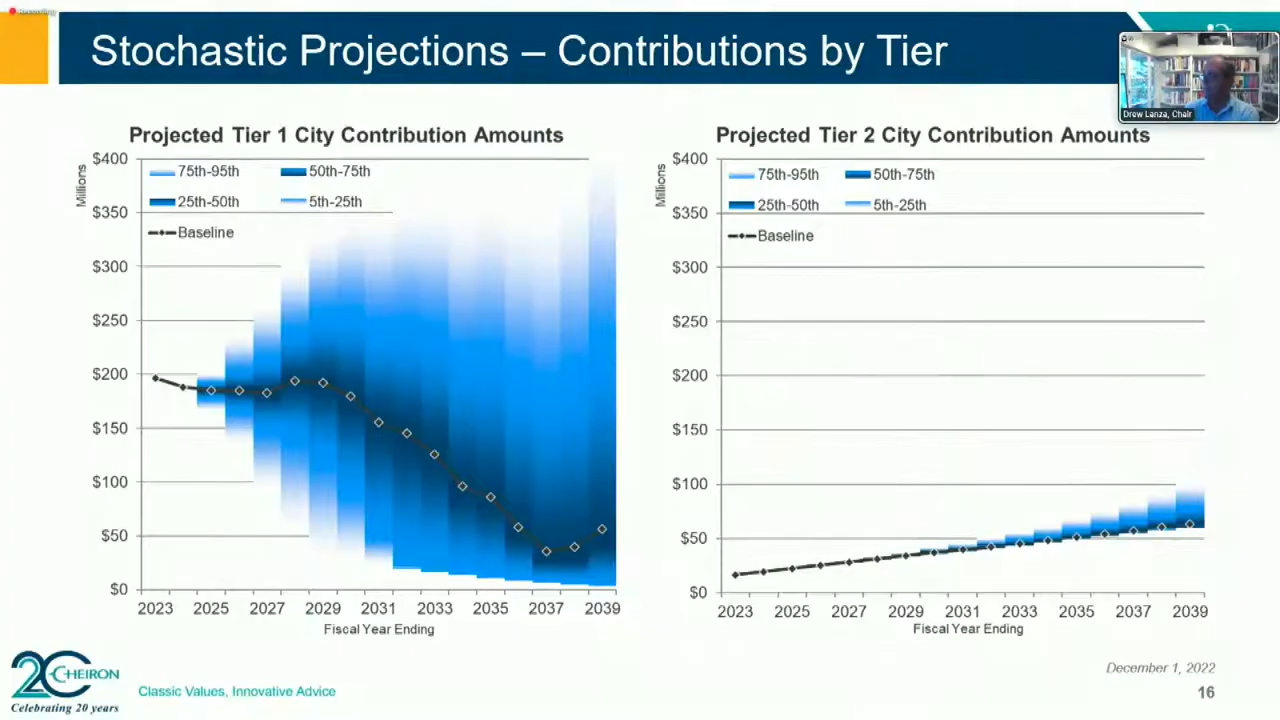 Recording
Stochastic Projections – Contributions by Tier
Drew Lanza, Chair
Projected Tier 1 City Contribution Amounts
Millions
$400
$350
$300
$250
$200
$150
$100
$50
$0
75th-95th
50th-75th
25th-50th
5th-25th
Baseline
2023 2025 2027 2029 2031 2033 2035 2037 2039
Fiscal Year Ending
Projected Tier 2 City Contribution Amounts
Millions
$400
$350
$300
$250
$200
$150
$100
$50
$0
75th-95th
50th-75th
25th-50th
5th-25th
Baseline
2023 2025 2027 2029 2031 2033 2035 2037 2039
Fiscal Year Ending
20
CHEIRON
Celebrating 20 years
Classic Values, Innovative Advice
December 1, 2022
16